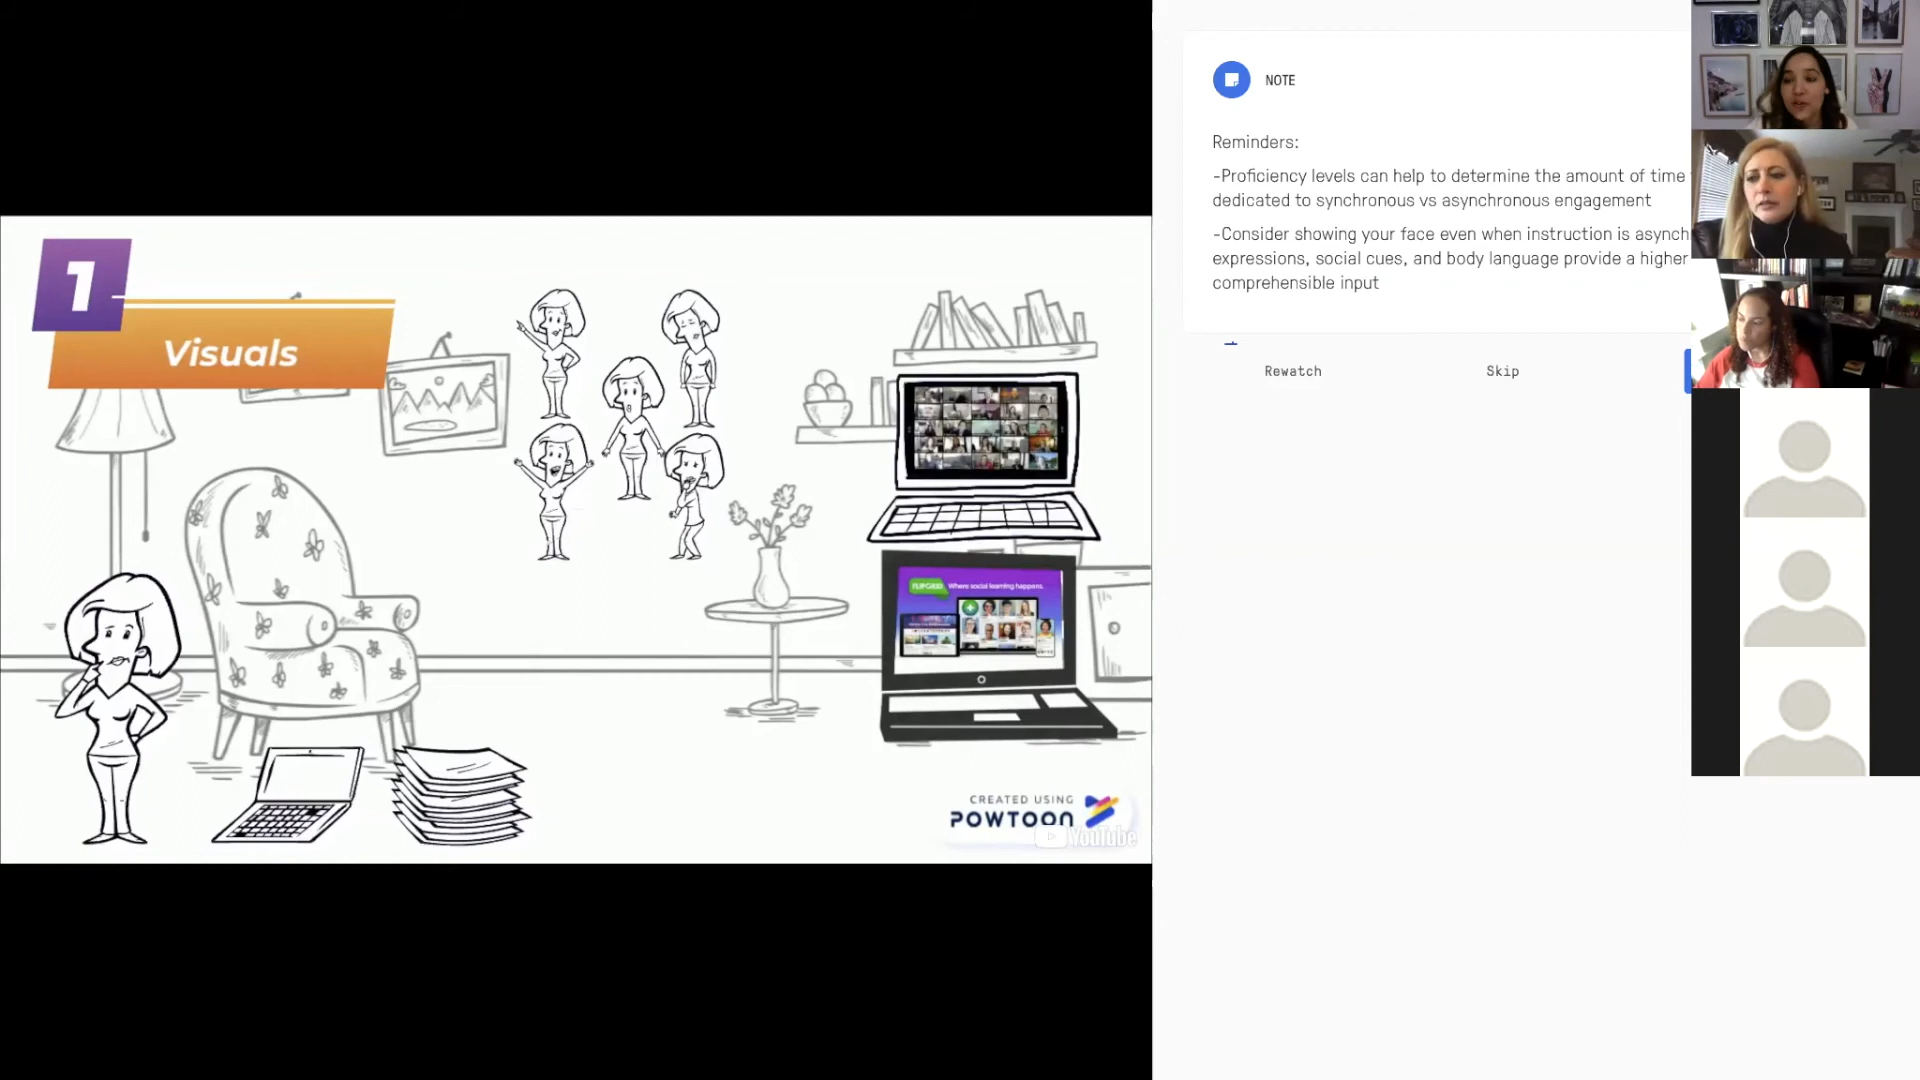 1
Visuals
FLIPGRID Where social learning happens.
CREATED USING
POWTOON
YouTube
NOTE
Reminders:
-Proficiency levels can help to determine the amount of time
dedicated to synchronous vs asynchronous engagement
-Consider showing your face even when instruction is asynch
expressions, social cues, and body language provide a higher
comprehensible input
Rewatch
Skip